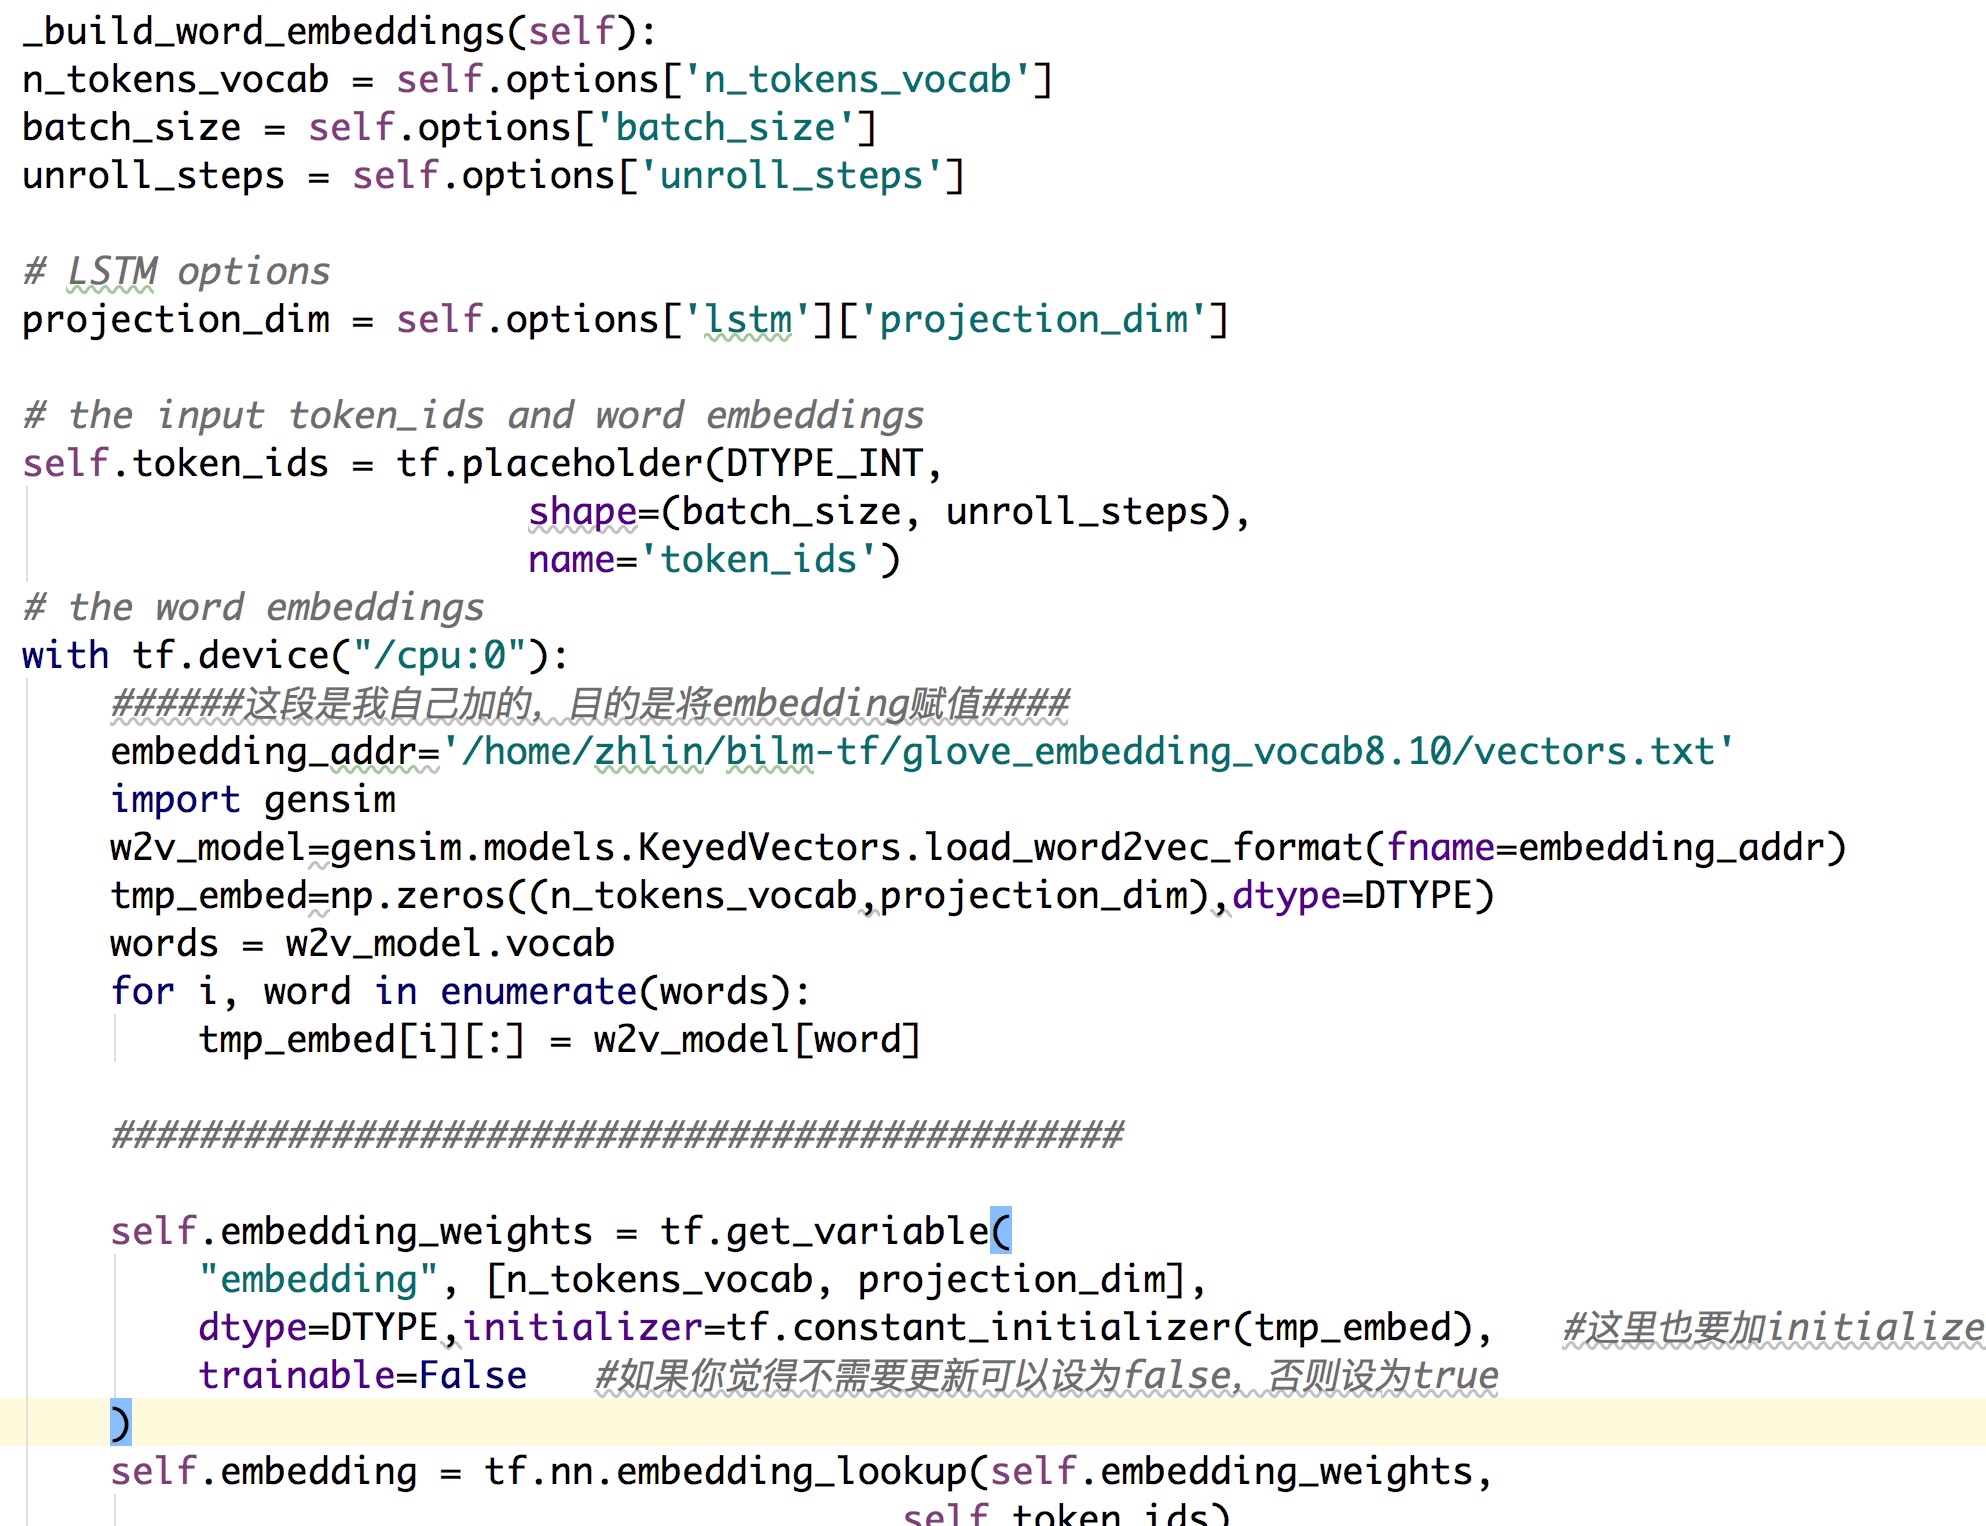 _build_word_embeddings(self):
n_tokens_vocab = self.options['n_tokens_vocab']
batch_size = self.options['batch_size']
unroll_steps = self.options['unroll_steps']
# LSTM options
projection_dim = self.options['lstm']['projection_dim']
# the input token_ids and word embeddings
self.token_ids = tf.placeholder(DTYPE_INT,
shape=(batch_size, unroll_steps),
name='token_ids')
# the word embeddings
with tf.device("/cpu:0"):
######这段是我自己加的，目的是将embedding赋值####
embedding_addr='/home/zhlin/bilm-tf/glove_embedding_vocab8.10/vectors.txt'
import gensim
w2v_model=gensim.models.KeyedVectors.load_word2vec_format(fname=embedding_addr)
tmp_embed=np.zeros((n_tokens_vocab,projection_dim),dtype=DTYPE)
words = w2v_model.vocab
for i, word in enumerate(words):
tmp_embed[i][:] = w2v_model[word]
##############################################
self.embedding_weights = tf.get_variable(
"embedding", [n_tokens_vocab, projection_dim],
dtype=DTYPE,initializer=tf.constant_initializer(tmp_embed), #这里也要加initialize
trainable=False #如果你觉得不需要更新可以设为false，否则设为true
)
self.embedding = tf.nn.embedding_lookup(self.embedding_weights,
self.token_ids)